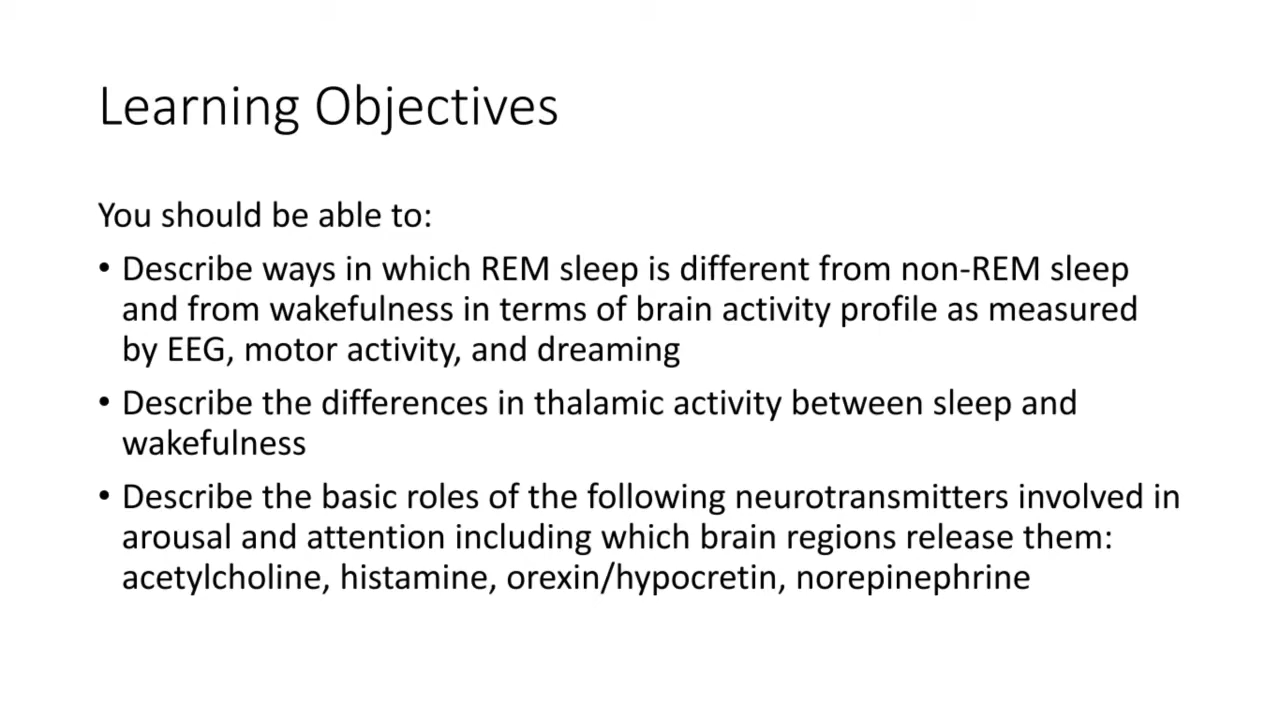 Learning Objectives
You should be able to:
• Describe ways in which REM sleep is different from non-REM sleep
and from wakefulness in terms of brain activity profile as measured
by EEG, motor activity, and dreaming
• Describe the differences in thalamic activity between sleep and
wakefulness
• Describe the basic roles of the following neurotransmitters involved in
arousal and attention including which brain regions release them:
acetylcholine, histamine, orexin/hypocretin, norepinephrine